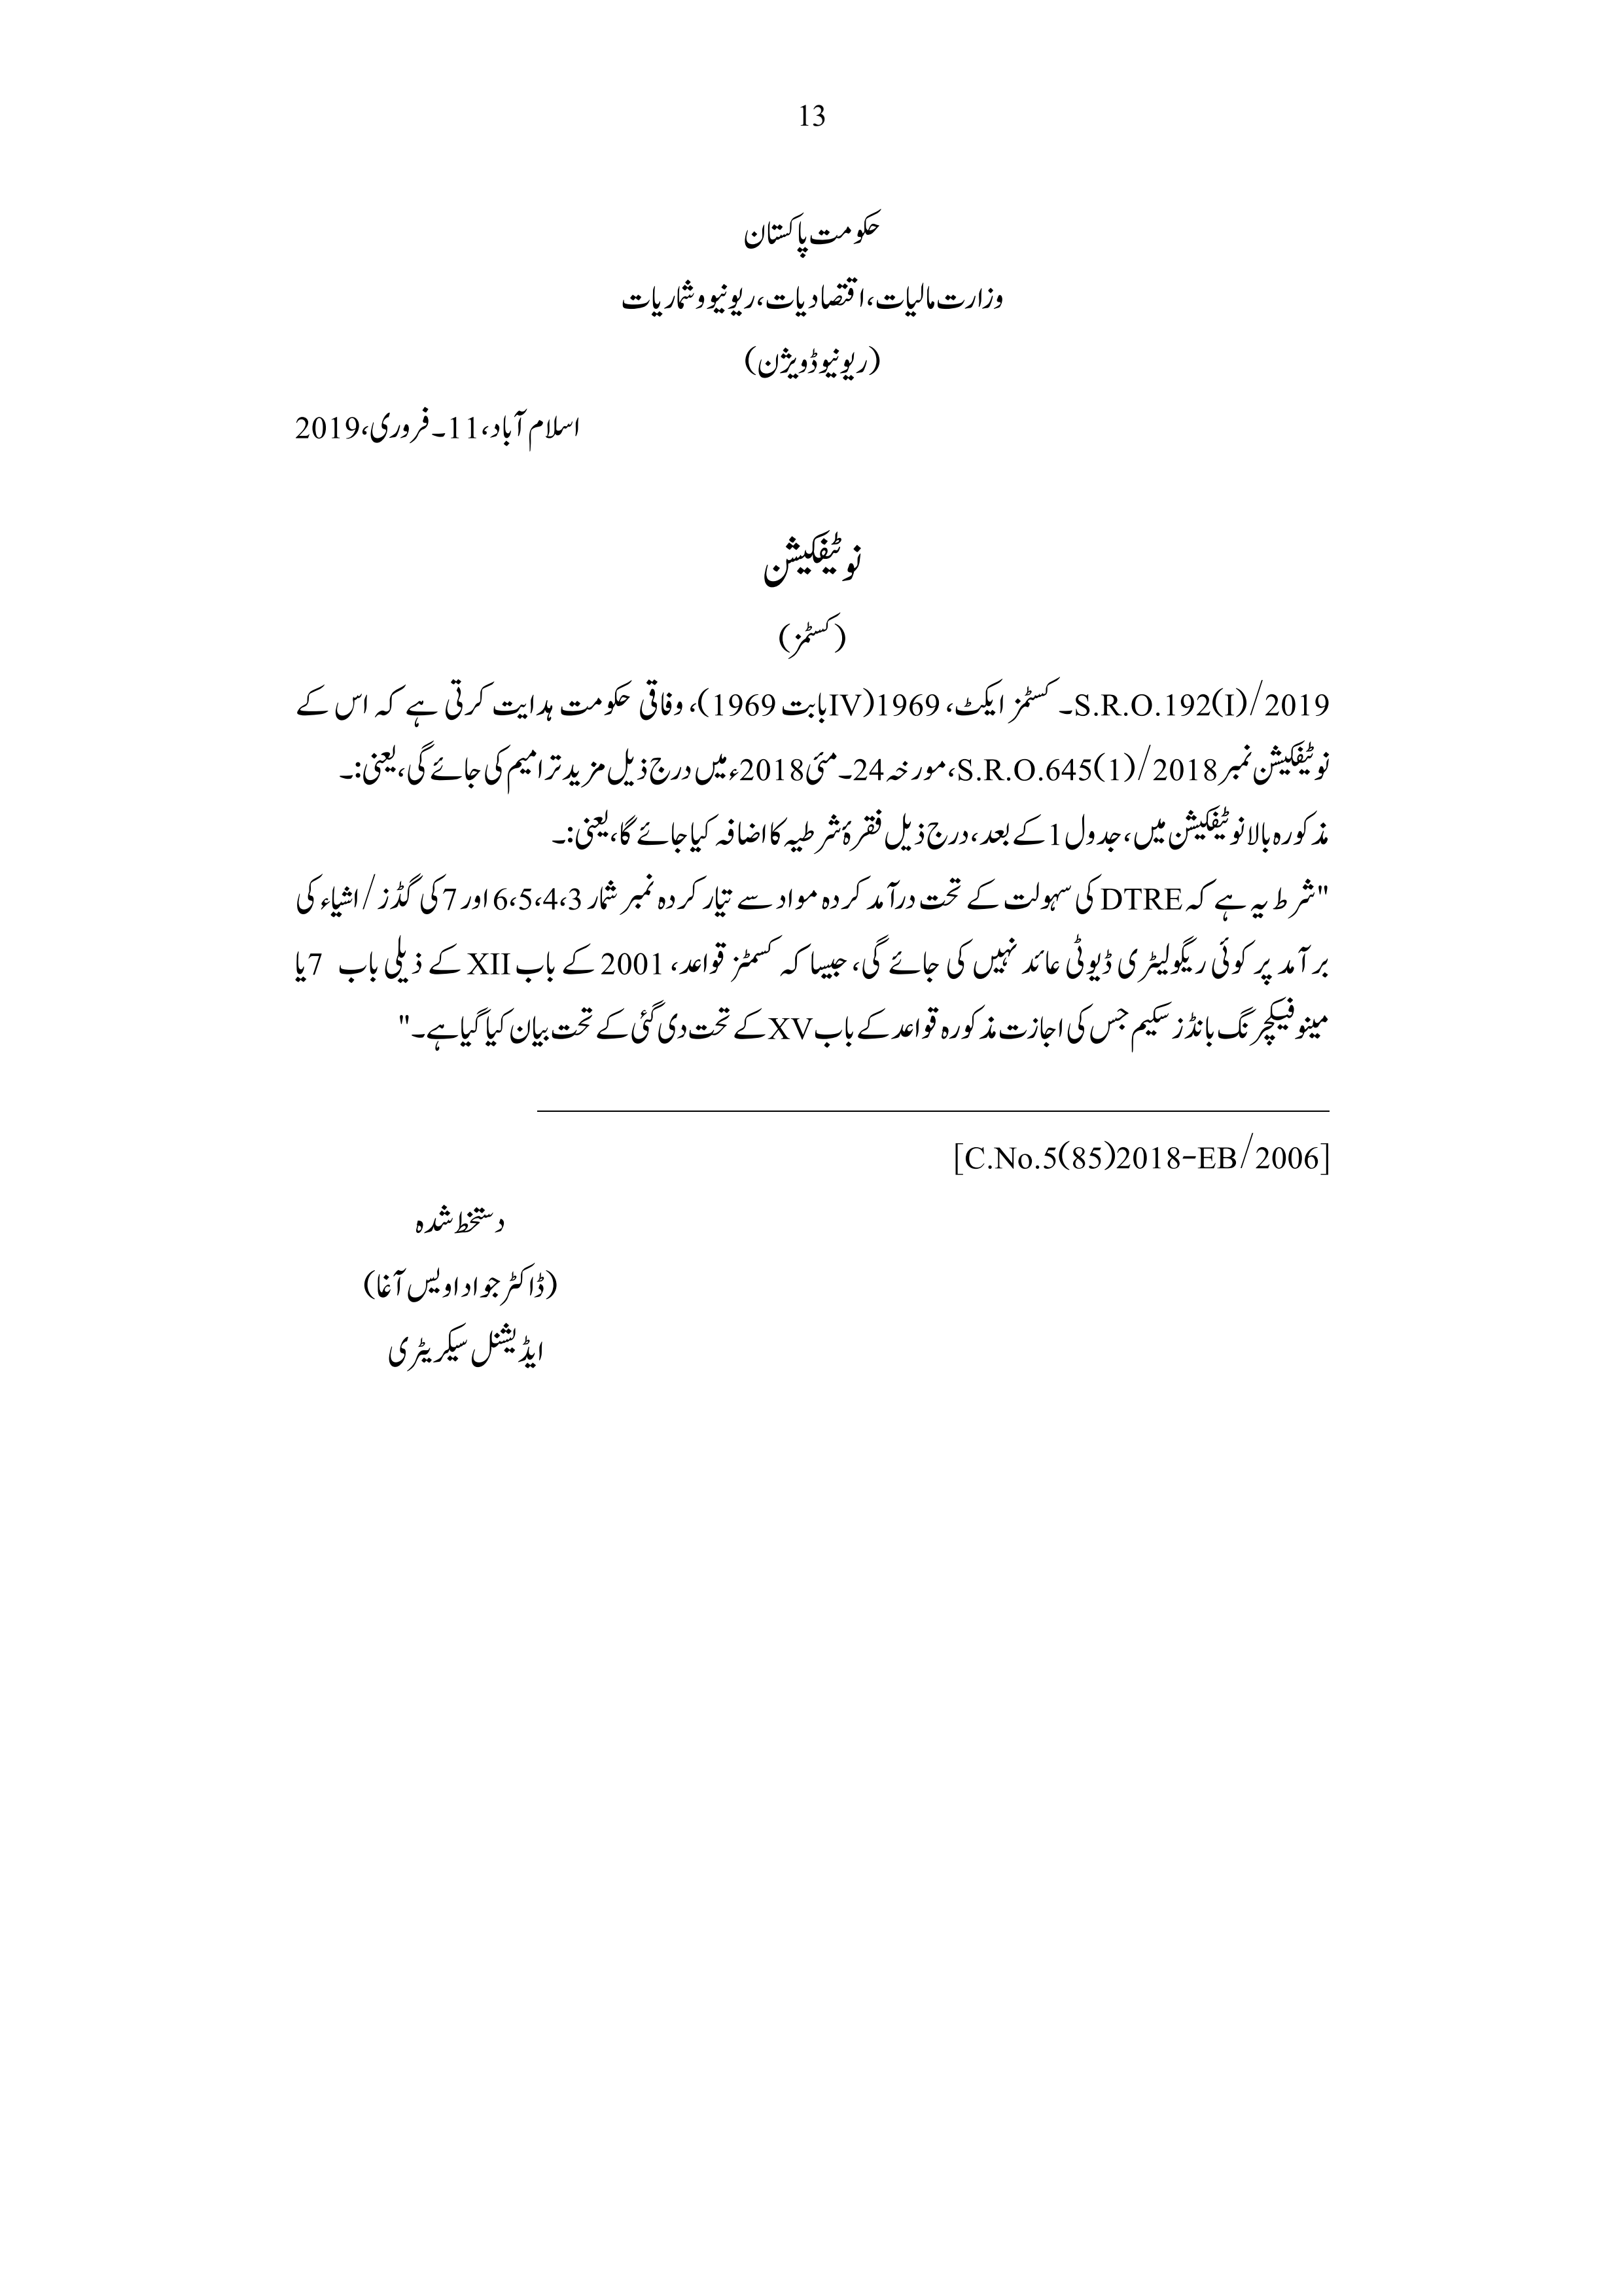 13
حکومت پاکستان
وزارت مالیات، اقتصادیات، ریونیو و شماریات
(ریونیو ڈویژن)
اسلام آباد، 11۔فروری، 2019
نوٹیفکیشن
(کسٹمز)
S.R.O.192(I)/2019۔ کسٹمز ایکٹ، 1969(IV بابت 1969)، وفاقی حکومت ہدایت کرتی ہے کہ اس کے
نوٹیفکیشن نمبر S.R.O.645(1)/2018، مورخہ 24۔مئی 2018ء میں درج ذیل مزید ترامیم کی جائے گی، یعنی:۔
مذکورہ بالا نوٹیفکیشن میں، جدول 1 کے بعد، درج ذیل فقرۂ شرطیہ کا اضافہ کیا جائے گا، یعنی:۔
"شرط یہ ہے کہ DTRE کی سہولت کے تحت درآمد کردہ مواد سے تیار کردہ نمبر شمار 3،4،5،6 اور 7 کی گڈز/اشیاء کی
برآمد پر کوئی ریگولیٹری ڈیوٹی عائد نہیں کی جائے گی، جیسا کہ کسمٹز قواعد، 2001 کے باب XII کے ذیلی باب 7 یا
مینوفیکچرنگ بانڈز سکیم جس کی اجازت مذکورہ قواعد کے باب XV کے تحت دی گئی کے تحت بیان کیا گیا ہے۔"
[C.No.5(85)2018-EB/2006]
دستخط شدہ
(ڈاکٹر جواد اویس آغا)
ایڈیشنل سیکریٹری